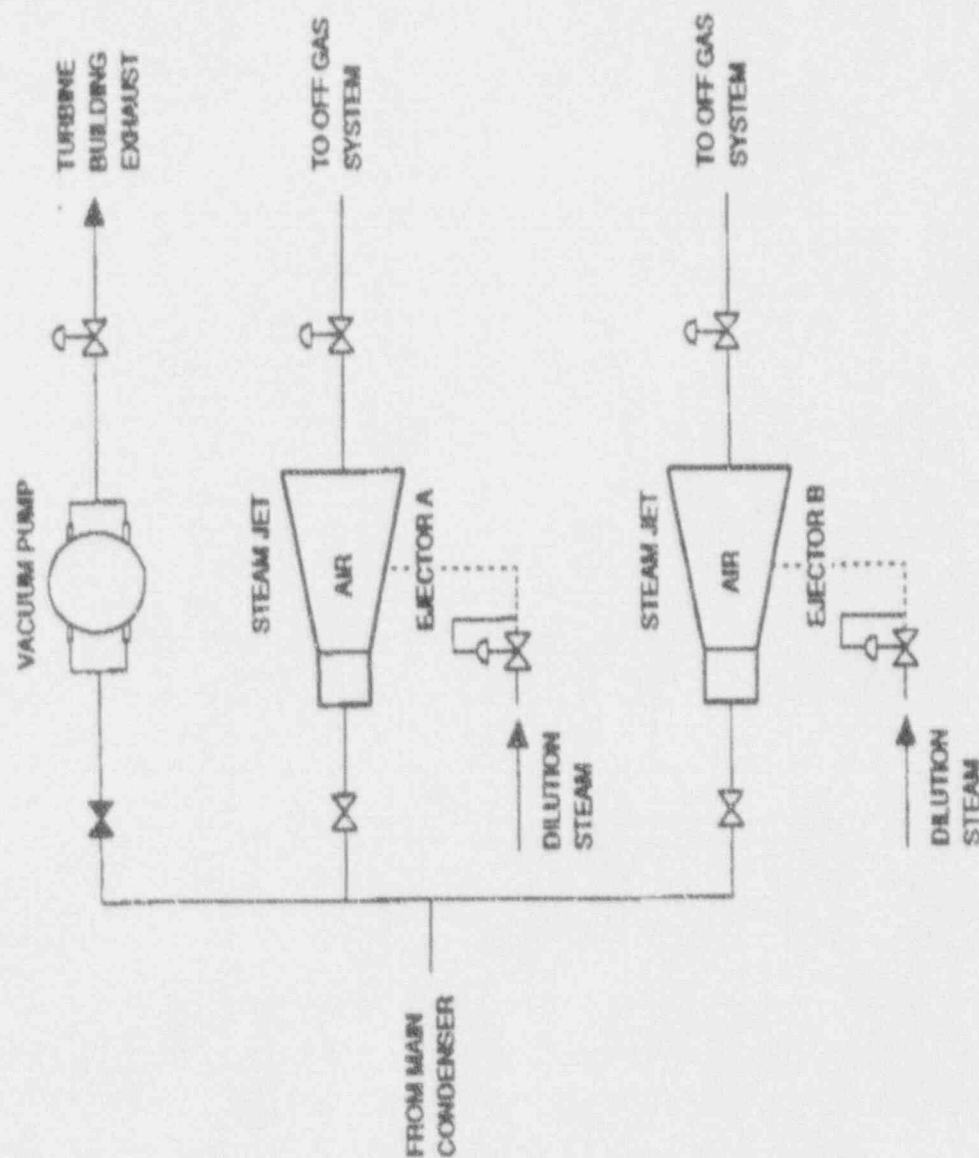 TURBINE
BUILDING
EXHAUST
TO OFF GAS
SYSTEM
TO OFF GAS
SYSTEM
VACUUM PUMP
STEAM JET
AIR
EJECTOR A
STEAM JET
AIR
EJECTOR B
DILUTION
STEAM
DILUTION
STEAM
FROM MAIN
CONDENSER